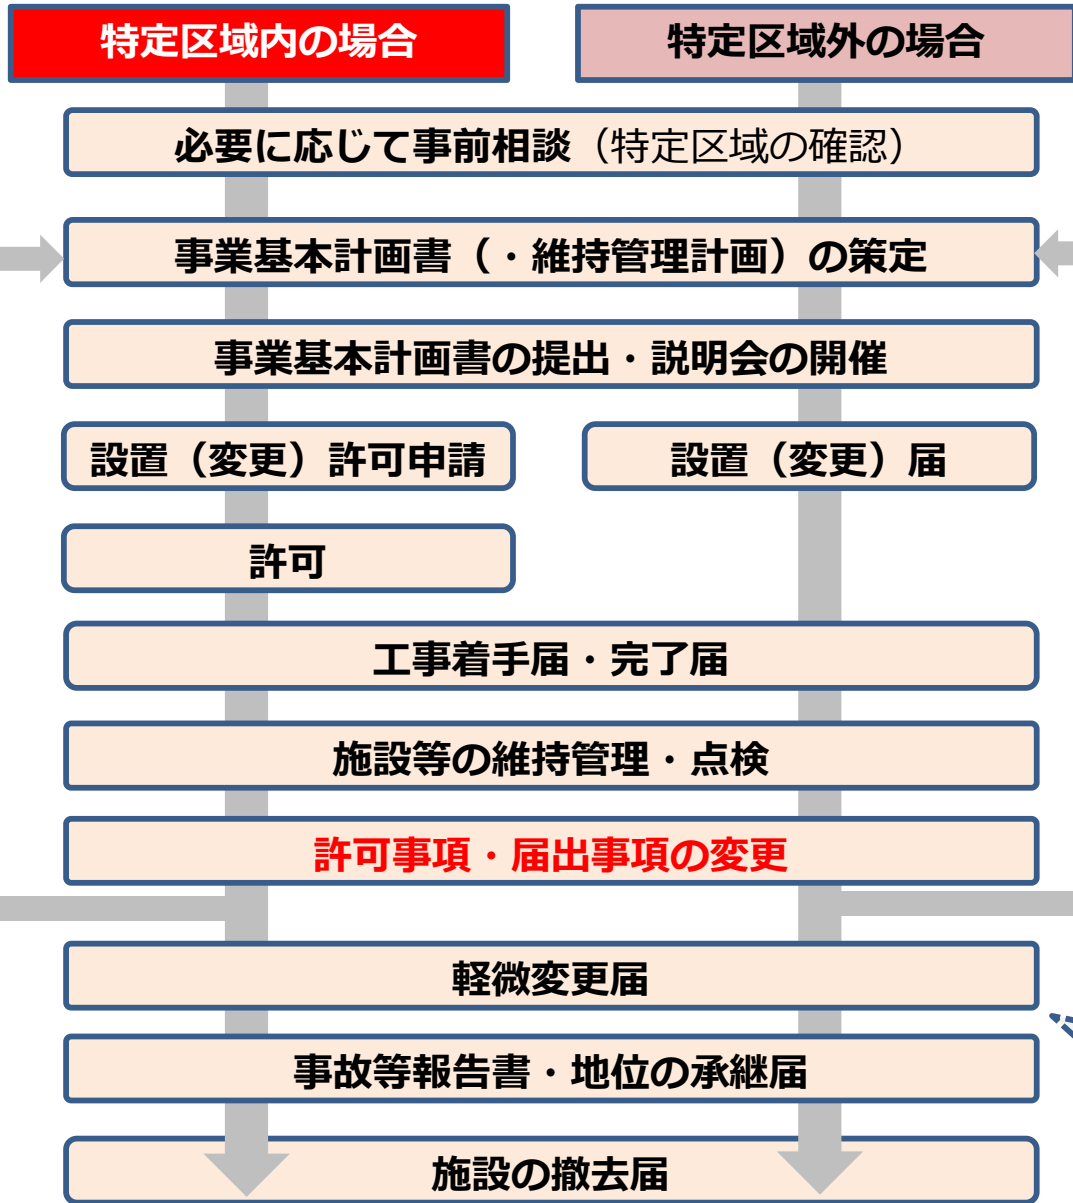 特定区域内の場合
特定区域外の場合
必要に応じて事前相談（特定区域の確認）
事業基本計画書（・維持管理計画）の策定
事業基本計画書の提出・説明会の開催
設置（変更）許可申請
設置（変更）届
許可
工事着手届・完了届
施設等の維持管理・点検
許可事項・届出事項の変更
軽微変更届
事故等報告書・地位の承継届
施設の撤去届